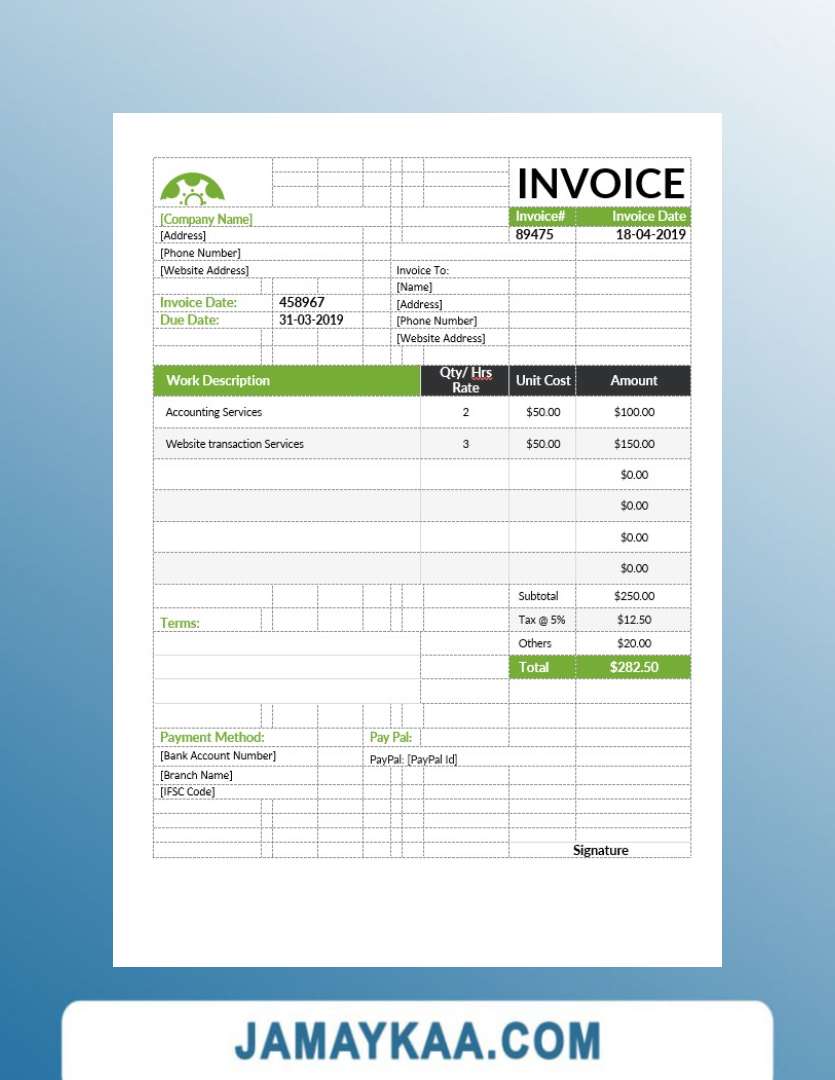 INVOICE
[Company Name]
Invoice# Invoice Date
[Address]
89475 18-04-2019
[Phone Number]
[Website Address]
Invoice To:
[Name]
Invoice Date: 458967
[Address]
Due Date: 31-03-2019
[Phone Number]
[Website Address]
Work Description Qty/ Hrs Rate Unit Cost Amount
Accounting Services 2 $50.00 $100.00
Website transaction Services 3 $50.00 $150.00
$0.00
$0.00
$0.00
$0.00
Subtotal $250.00
Terms: Tax @ 5% $12.50
Others $20.00
Total $282.50
Payment Method: Pay Pal:
[Bank Account Number] PayPal: [PayPal Id]
[Branch Name]
[IFSC Code]
Signature
JAMAYKAA.COM